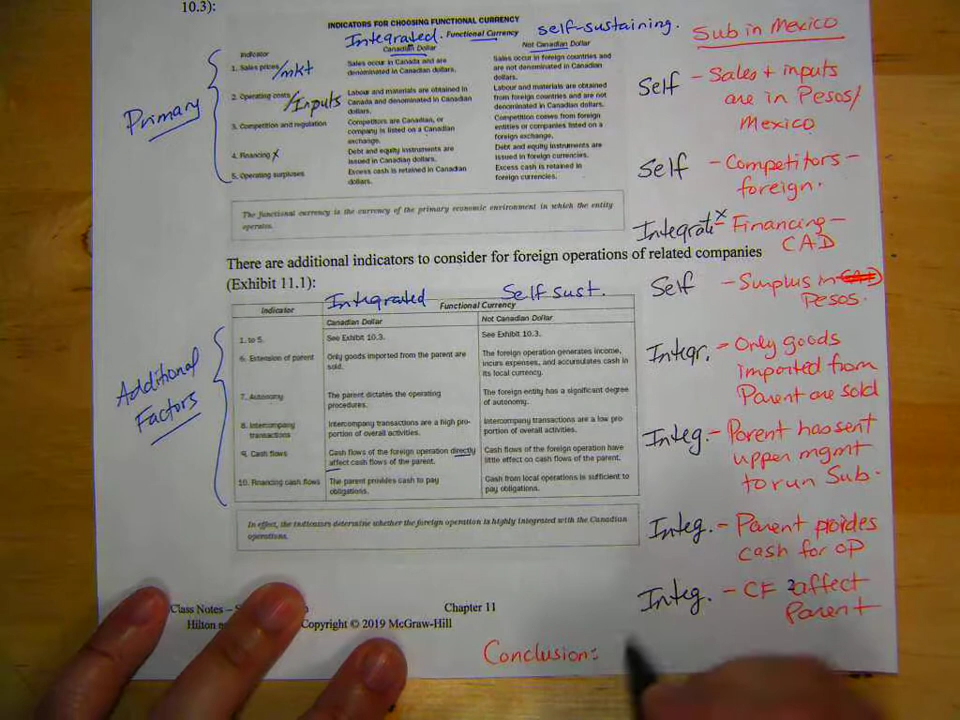 10.3):
INDICATORS FOR CHOOSING FUNCTIONAL CURRENCY
Integrated. Functional Currency self-sustaining.
Indicator Canadian Dollar Not Canadian Dollar
1. Sales prices/mkt Sales occur in Canada and are denominated in Canadian dollars. Sales occur in foreign countries and are not denominated in Canadian dollars.
2. Operating costs/Inputs Labour and materials are obtained in Canada and denominated in Canadian dollars. Labour and materials are obtained from foreign countries and are not denominated in Canadian dollars.
3. Competition and regulation Competitors are Canadian, or company is listed on a Canadian exchange. Competition comes from foreign entities or companies listed on a foreign exchange.
4. Financing x Debt and equity instruments are issued in Canadian dollars. Debt and equity instruments are issued in foreign currencies.
5. Operating surpluses Excess cash is retained in Canadian dollars. Excess cash is retained in foreign currencies.
Primary
The functional currency is the currency of the primary economic environment in which the entity
operates.
There are additional indicators to consider for foreign operations of related companies
(Exhibit 11.1):
Integrated Self sust.
Indicator Functional Currency
Canadian Dollar Not Canadian Dollar
1. to 5. See Exhibit 10.3. See Exhibit 10.3.
6. Extension of parent Only goods imported from the parent are sold. The foreign operation generates income, incurs expenses, and accumulates cash in its local currency.
7. Autonomy The parent dictates the operating procedures. The foreign entity has a significant degree of autonomy.
8. Intercompany transactions Intercompany transactions are a high proportion of overall activities. Intercompany transactions are a low proportion of overall activities.
9. Cash flows Cash flows of the foreign operation directly affect cash flows of the parent. Cash flows of the foreign operation have little effect on cash flows of the parent.
10. Financing cash flows The parent provides cash to pay obligations. Cash from local operations is sufficient to pay obligations.
Additional
Factors
In effect, the indicators determine whether the foreign operation is highly integrated with the Canadian
operations.
Class Notes – S
Chapter 11
Hilton
Copyright © 2019 McGraw-Hill
Sub in Mexico
Self - Sales + inputs
are in Pesos/
Mexico
Self - Competitors -
foreign.
Integrate x - Financing -
CAD
Self - Surplus in
Pesos.
Integr. - Only goods
imported from
Parent are sold
Integ. - Parent has sent
upper mgmt
to run Sub.
Integ. - Parent provides
cash for op
Integ. - CF affect
Parent
Conclusion: